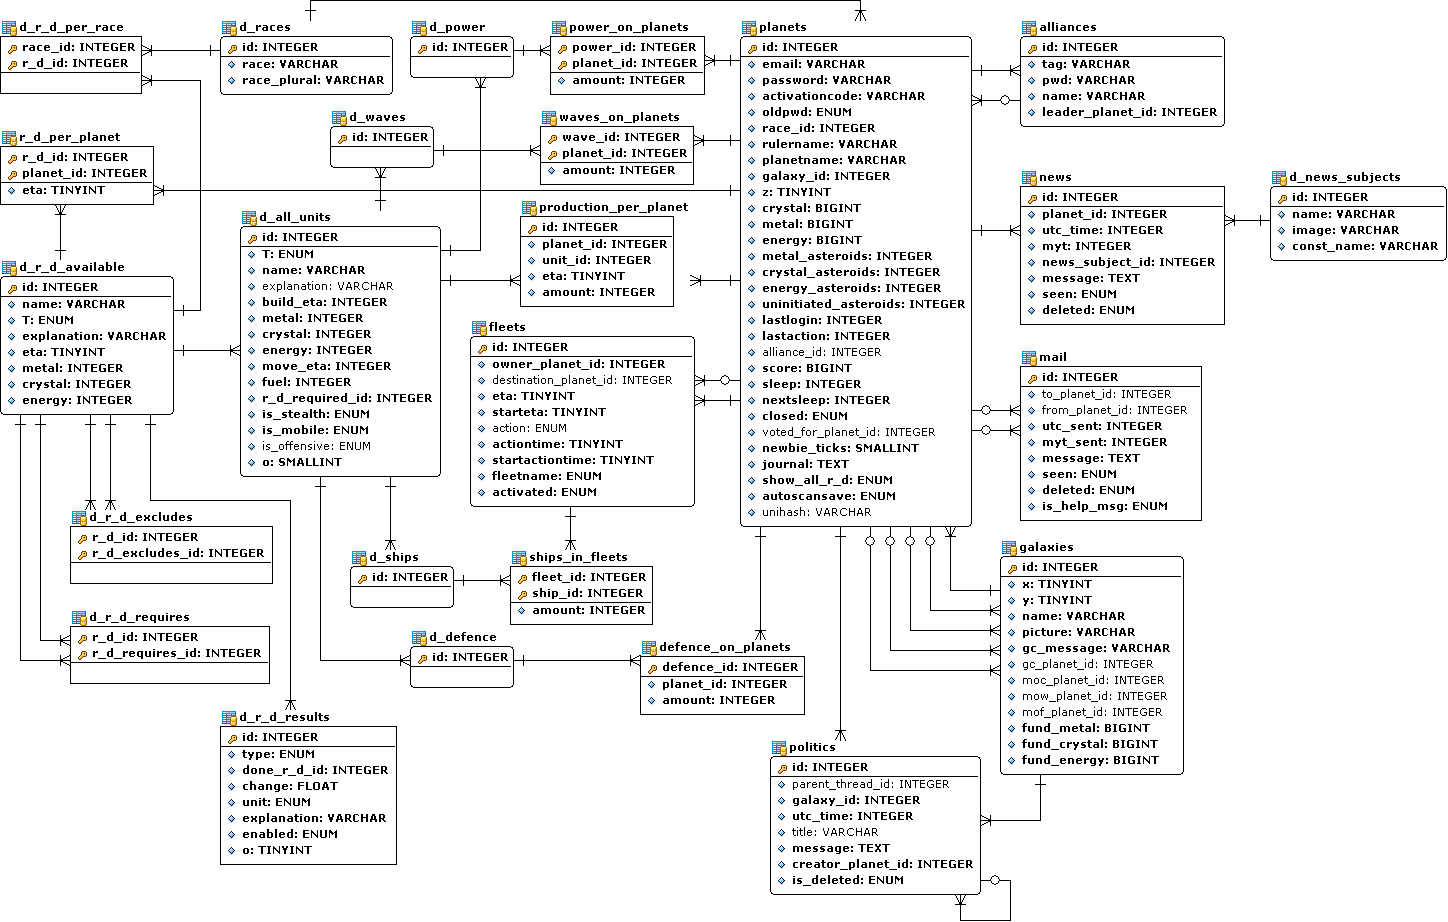 d_r_d_per_race
race_id: INTEGER
r_d_id: INTEGER
d_races
id: INTEGER
race: VARCHAR
race_plural: VARCHAR
d_power
id: INTEGER
power_on_planets
power_id: INTEGER
planet_id: INTEGER
amount: INTEGER
planets
id: INTEGER
email: VARCHAR
password: VARCHAR
activationcode: VARCHAR
oldpwd: ENUM
race_id: INTEGER
rulername: VARCHAR
planetname: VARCHAR
galaxy_id: INTEGER
z: TINYINT
crystal: BIGINT
metal: BIGINT
energy: BIGINT
metal_asteroids: INTEGER
crystal_asteroids: INTEGER
energy_asteroids: INTEGER
uninitiated_asteroids: INTEGER
lastlogin: INTEGER
lastaction: INTEGER
alliance_id: INTEGER
score: BIGINT
sleep: INTEGER
nextsleep: INTEGER
closed: ENUM
voted_for_planet_id: INTEGER
newbie_ticks: SMALLINT
journal: TEXT
show_all_r_d: ENUM
autoscansave: ENUM
unihash: VARCHAR
alliances
id: INTEGER
tag: VARCHAR
pwd: VARCHAR
name: VARCHAR
leader_planet_id: INTEGER
d_waves
id: INTEGER
waves_on_planets
wave_id: INTEGER
planet_id: INTEGER
amount: INTEGER
r_d_per_planet
r_d_id: INTEGER
planet_id: INTEGER
eta: TINYINT
news
id: INTEGER
planet_id: INTEGER
utc_time: INTEGER
myt: INTEGER
news_subject_id: INTEGER
message: TEXT
seen: ENUM
deleted: ENUM
d_news_subjects
id: INTEGER
name: VARCHAR
image: VARCHAR
const_name: VARCHAR
d_all_units
id: INTEGER
T: ENUM
name: VARCHAR
explanation: VARCHAR
build_eta: INTEGER
metal: INTEGER
crystal: INTEGER
energy: INTEGER
move_eta: INTEGER
fuel: INTEGER
r_d_required_id: INTEGER
is_stealth: ENUM
is_mobile: ENUM
is_offensive: ENUM
o: SMALLINT
production_per_planet
id: INTEGER
planet_id: INTEGER
unit_id: INTEGER
eta: TINYINT
amount: INTEGER
d_r_d_available
id: INTEGER
name: VARCHAR
T: ENUM
explanation: VARCHAR
eta: TINYINT
metal: INTEGER
crystal: INTEGER
energy: INTEGER
fleets
id: INTEGER
owner_planet_id: INTEGER
destination_planet_id: INTEGER
eta: TINYINT
starteta: TINYINT
action: ENUM
actiontime: TINYINT
startactiontime: TINYINT
fleetname: ENUM
activated: ENUM
mail
id: INTEGER
to_planet_id: INTEGER
from_planet_id: INTEGER
utc_sent: INTEGER
myt_sent: INTEGER
message: TEXT
seen: ENUM
deleted: ENUM
is_help_msg: ENUM
d_r_d_excludes
r_d_id: INTEGER
r_d_excludes_id: INTEGER
d_ships
id: INTEGER
ships_in_fleets
fleet_id: INTEGER
ship_id: INTEGER
amount: INTEGER
galaxies
id: INTEGER
x: TINYINT
y: TINYINT
name: VARCHAR
picture: VARCHAR
gc_message: VARCHAR
gc_planet_id: INTEGER
moc_planet_id: INTEGER
mow_planet_id: INTEGER
mof_planet_id: INTEGER
fund_metal: BIGINT
fund_crystal: BIGINT
fund_energy: BIGINT
d_r_d_requires
r_d_id: INTEGER
r_d_requires_id: INTEGER
d_defence
id: INTEGER
defence_on_planets
defence_id: INTEGER
planet_id: INTEGER
amount: INTEGER
d_r_d_results
id: INTEGER
type: ENUM
done_r_d_id: INTEGER
change: FLOAT
unit: ENUM
explanation: VARCHAR
enabled: ENUM
o: TINYINT
politics
id: INTEGER
parent_thread_id: INTEGER
galaxy_id: INTEGER
utc_time: INTEGER
title: VARCHAR
message: TEXT
creator_planet_id: INTEGER
is_deleted: ENUM